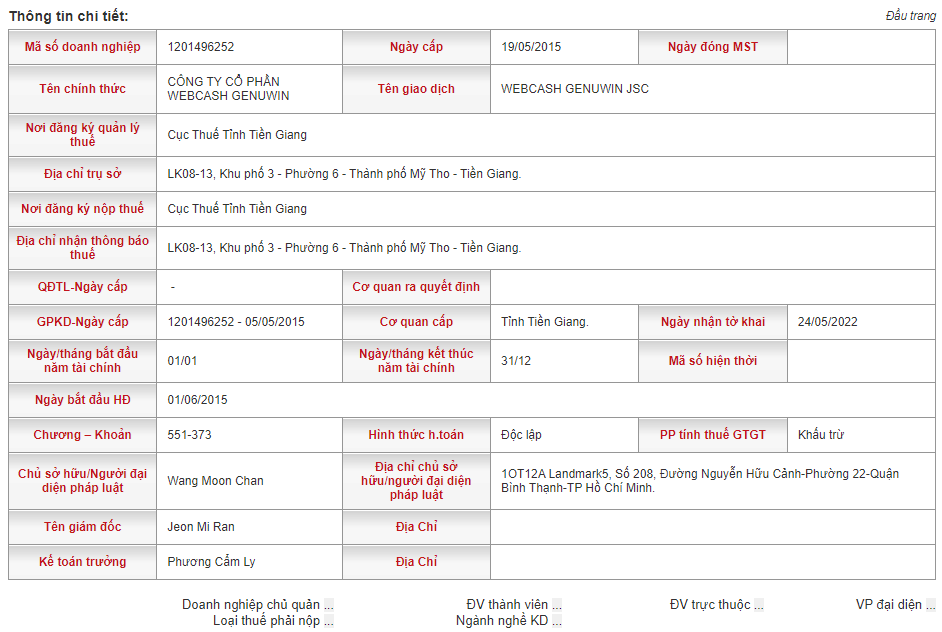 Thông tin chi tiết:
Đầu trang
Mã số doanh nghiệp 1201496252 Ngày cấp 19/05/2015 Ngày đóng MST
Tên chính thức CÔNG TY CỔ PHẦN WEBCASH GENUWIN Tên giao dịch WEBCASH GENUWIN JSC
Nơi đăng ký quản lý thuế Cục Thuế Tỉnh Tiền Giang
Địa chỉ trụ sở LK08-13, Khu phố 3 - Phường 6 - Thành phố Mỹ Tho - Tiền Giang.
Nơi đăng ký nộp thuế Cục Thuế Tỉnh Tiền Giang
Địa chỉ nhận thông báo thuế LK08-13, Khu phố 3 - Phường 6 - Thành phố Mỹ Tho - Tiền Giang.
QĐTL-Ngày cấp - Cơ quan ra quyết định
GPKD-Ngày cấp 1201496252 - 05/05/2015 Cơ quan cấp Tỉnh Tiền Giang. Ngày nhận tờ khai 24/05/2022
Ngày/tháng bắt đầu năm tài chính 01/01 Ngày/tháng kết thúc năm tài chính 31/12 Mã số hiện thời
Ngày bắt đầu HĐ 01/06/2015
Chương – Khoản 551-373 Hình thức h.toán Độc lập PP tính thuế GTGT Khấu trừ
Chủ sở hữu/Người đại diện pháp luật Wang Moon Chan Địa chỉ chủ sở hữu/người đại diện pháp luật 1OT12A Landmark5, Số 208, Đường Nguyễn Hữu Cảnh-Phường 22-Quận Bình Thạnh-TP Hồ Chí Minh.
Tên giám đốc Jeon Mi Ran Địa Chỉ
Kế toán trưởng Phương Cẩm Ly Địa Chỉ
Doanh nghiệp chủ quản ... ĐV thành viên ... ĐV trực thuộc ... VP đại diện ...
Loại thuế phải nộp ... Ngành nghề KD ...